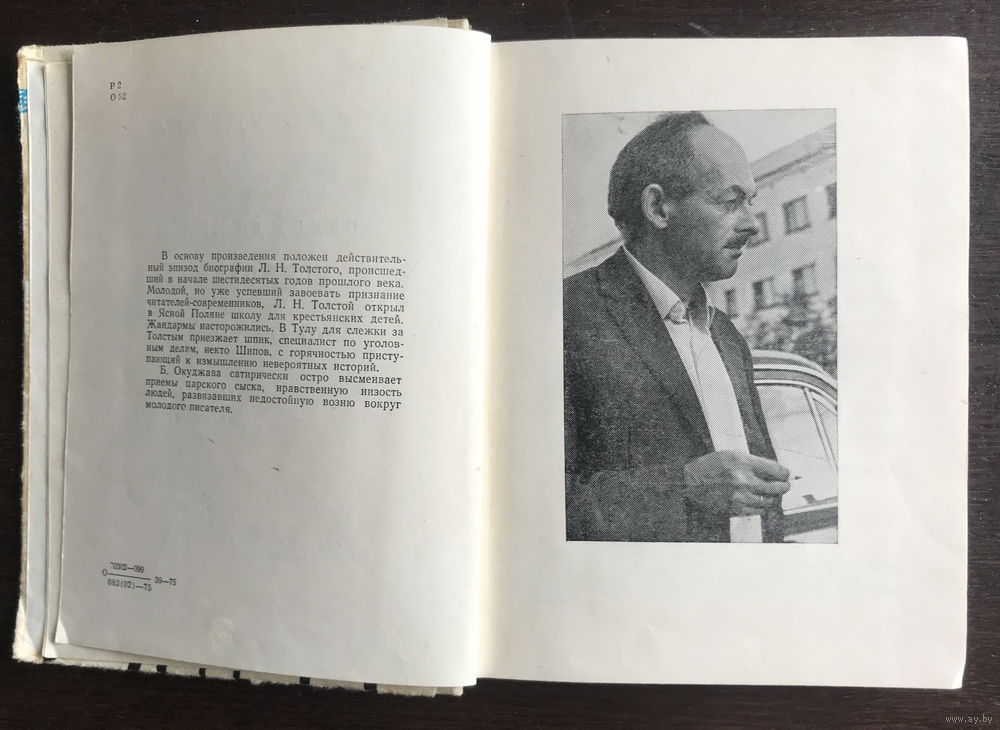 Р 2
О 52
В основу произведения положен действитель-
ный эпизод биографии Л. Н. Толстого, происшед-
ший в начале шестидесятых годов прошлого века.
Молодой, но уже успевший завоевать признание
читателей-современников, Л. Н. Толстой открыл
в Ясной Поляне школу для крестьянских детей.
Жандармы насторожились. В Тулу для слежки за
Толстым приезжает шпик, специалист по уголов-
ным делам, некто Шипов, с горячностью присту-
пающий к измышлению невероятных историй.
Б. Окуджава сатирически остро высмеивает
приемы царского сыска, нравственную низость
людей, развязавших недостойную возню вокруг
молодого писателя.
О 0302—099
083(02)—75 39—75
www.ay.by